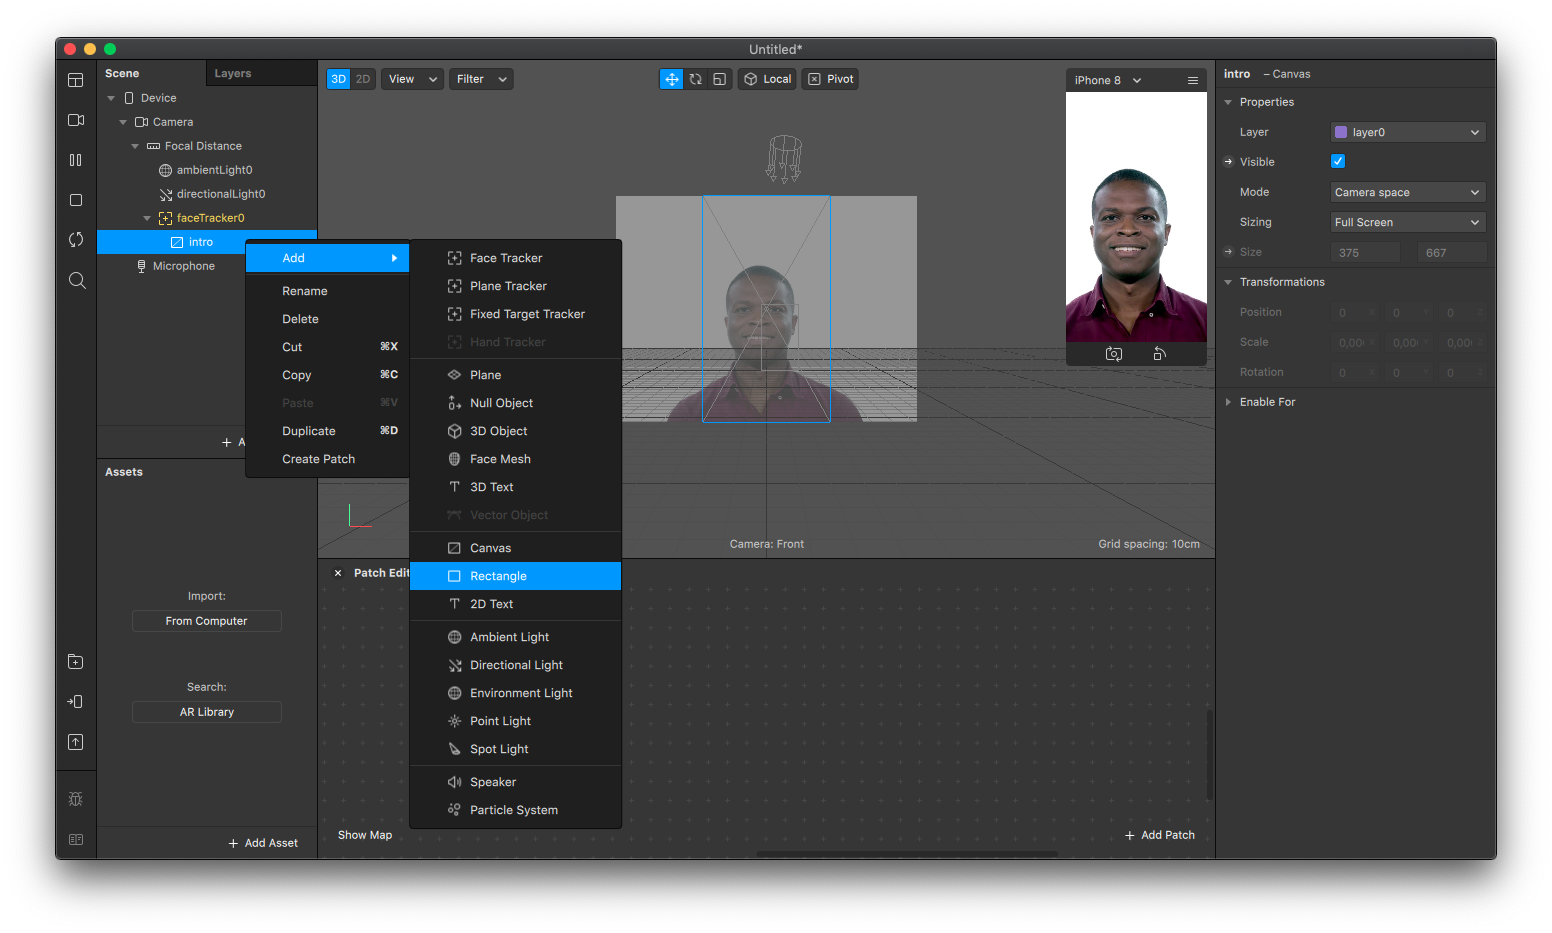 Untitled*
Scene Layers
Device
Camera
Focal Distance
ambientLight0
directionalLight0
faceTracker0
intro
Microphone
Assets
Import:
From Computer
Search:
AR Library
+ Add Asset
3D 2D View Filter
Local Pivot
Add
Rename
Delete
Cut ⌘X
Copy ⌘C
Paste ⌘V
Duplicate ⌘D
Create Patch
Face Tracker
Plane Tracker
Fixed Target Tracker
Hand Tracker
Plane
Null Object
3D Object
Face Mesh
3D Text
Vector Object
Canvas
Rectangle
2D Text
Ambient Light
Directional Light
Environment Light
Point Light
Spot Light
Speaker
Particle System
iPhone 8
Camera: Front
Grid spacing: 10cm
Patch Edit
Show Map
+ Add Patch
intro – Canvas
Properties
Layer layer0
Visible
Mode Camera space
Sizing Full Screen
Size 375 667
Transformations
Position 0 X 0 Y 0 Z
Scale 0,00 X 0,00 Y 0,00 Z
Rotation 0 X 0 Y 0 Z
Enable For